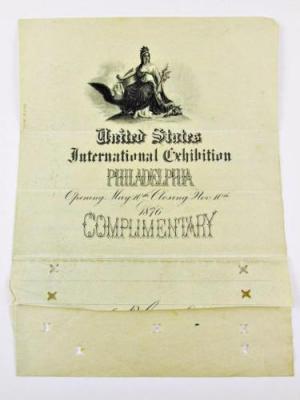 United States
International Exhibition
PHILADELPHIA
Opening May 10th Closing Nov. 10th
1876
COMPLIMENTARY